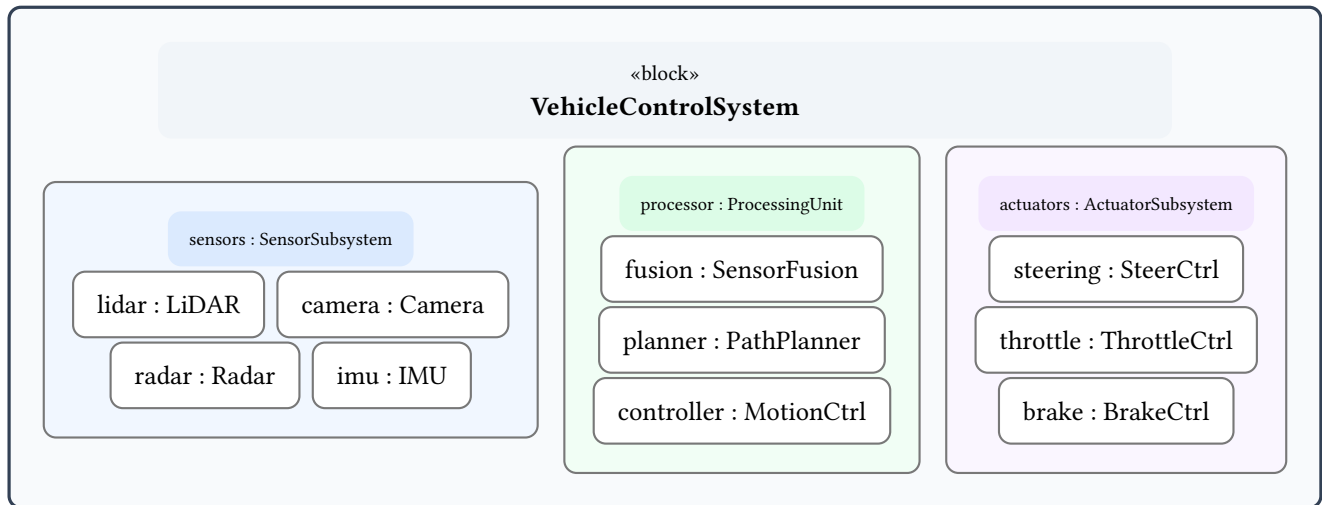 «block»
VehicleControlSystem
sensors : SensorSubsystem
lidar : LiDAR
camera : Camera
radar : Radar
imu : IMU
processor : ProcessingUnit
fusion : SensorFusion
planner : PathPlanner
controller : MotionCtrl
actuators : ActuatorSubsystem
steering : SteerCtrl
throttle : ThrottleCtrl
brake : BrakeCtrl